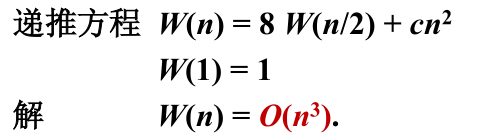 递推方程 W(n) = 8 W(n/2) + cn²
W(1) = 1
解 W(n) = O(n³).